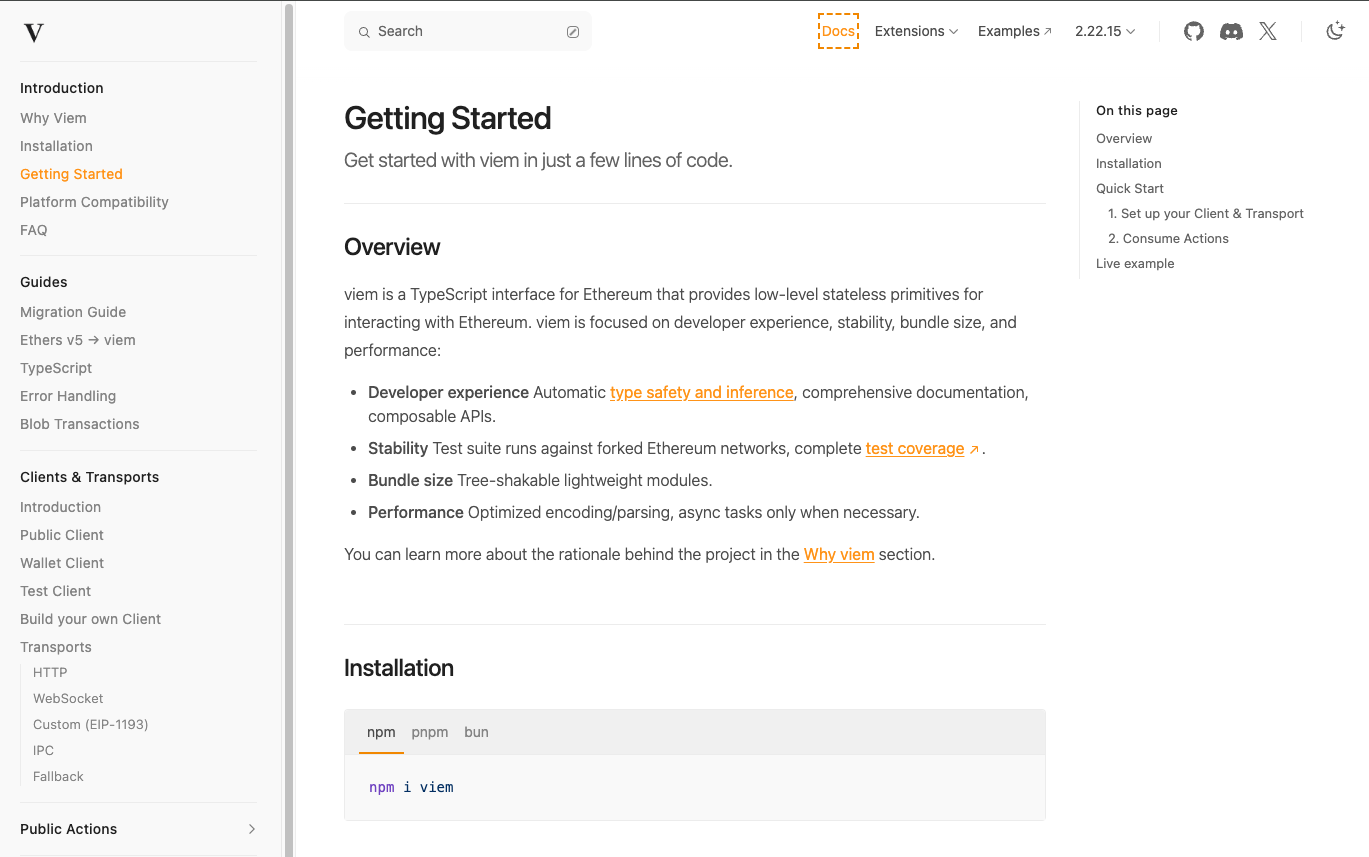 V
Introduction
Why Viem
Installation
Getting Started
Platform Compatibility
FAQ
Guides
Migration Guide
Ethers v5 → viem
TypeScript
Error Handling
Blob Transactions
Clients & Transports
Introduction
Public Client
Wallet Client
Test Client
Build your own Client
Transports
HTTP
WebSocket
Custom (EIP-1193)
IPC
Fallback
Public Actions
Search
Docs Extensions Examples ↗ 2.22.15
Getting Started
Get started with viem in just a few lines of code.
Overview
viem is a TypeScript interface for Ethereum that provides low-level stateless primitives for
interacting with Ethereum. viem is focused on developer experience, stability, bundle size, and
performance:
• Developer experience Automatic type safety and inference, comprehensive documentation,
composable APIs.
• Stability Test suite runs against forked Ethereum networks, complete test coverage ↗.
• Bundle size Tree-shakable lightweight modules.
• Performance Optimized encoding/parsing, async tasks only when necessary.
You can learn more about the rationale behind the project in the Why viem section.
Installation
npm pnpm bun
npm i viem
On this page
Overview
Installation
Quick Start
1. Set up your Client & Transport
2. Consume Actions
Live example